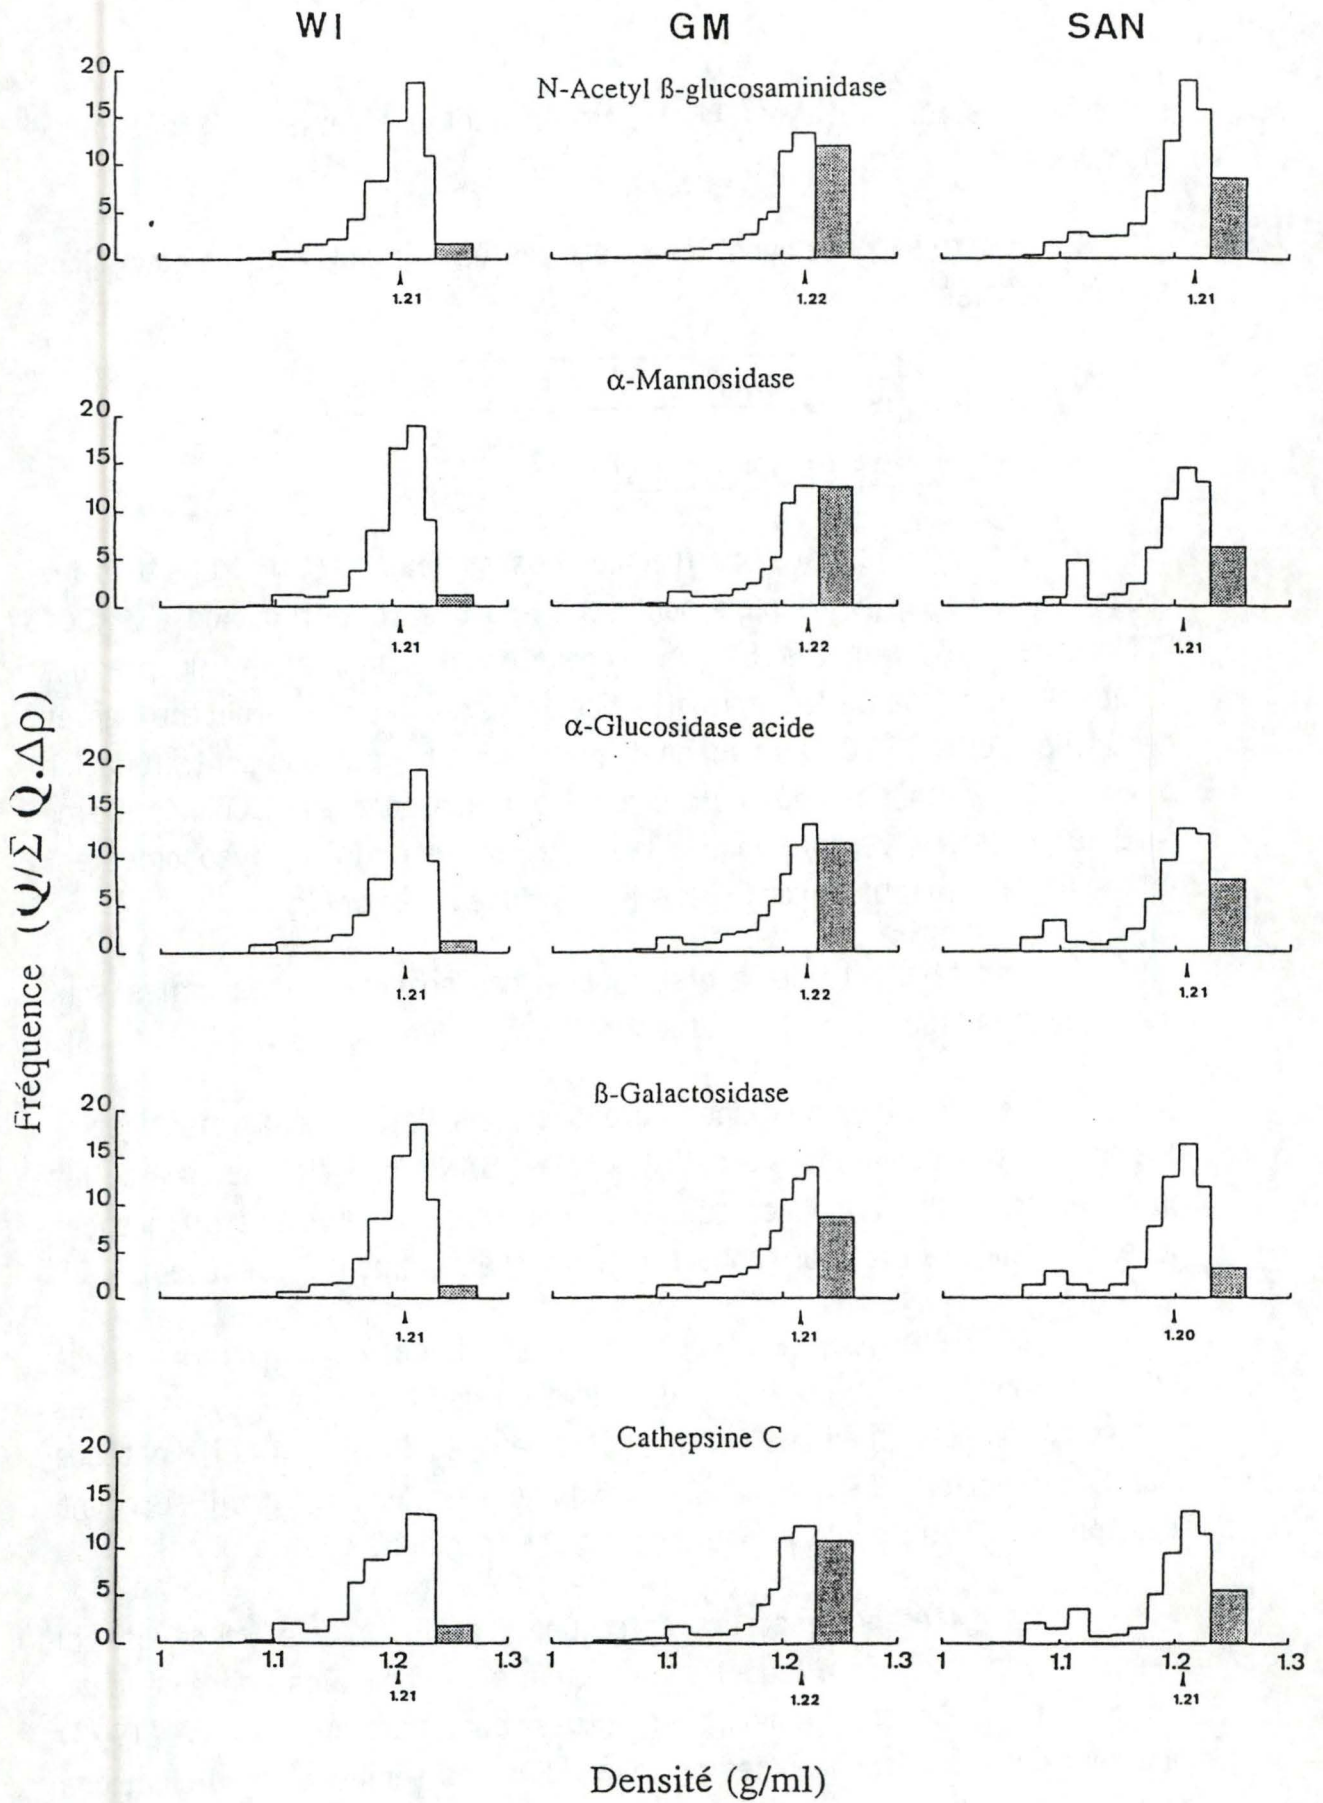 WI GM SAN
N-Acetyl ß-glucosaminidase
20
15
10
5
0
1.21 1.22 1.21
α-Mannosidase
20
15
10
5
0
1.21 1.22 1.21
α-Glucosidase acide
20
15
10
5
0
1.21 1.22 1.21
Fréquence (Q/Σ Q.Δρ)
ß-Galactosidase
20
15
10
5
0
1.21 1.21 1.20
Cathepsine C
20
15
10
5
0
1 1.1 1.2 1.3 1 1.1 1.2 1.3 1 1.1 1.2 1.3
1.21 1.22 1.21
Densité (g/ml)